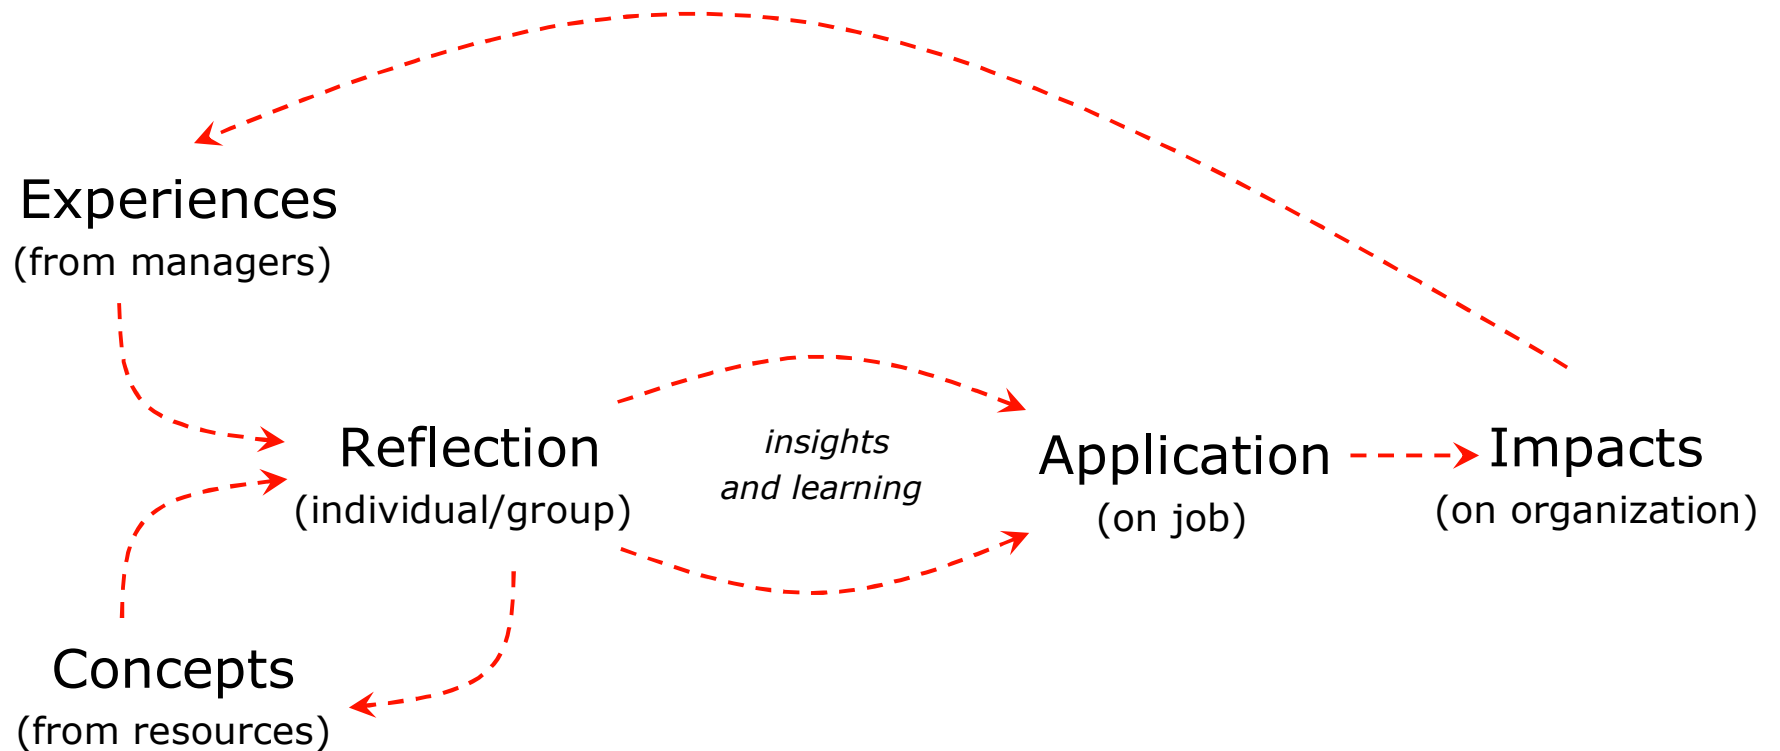 Experiences
(from managers)
Reflection
(individual/group)
insights
and learning
Application
(on job)
Impacts
(on organization)
Concepts
(from resources)